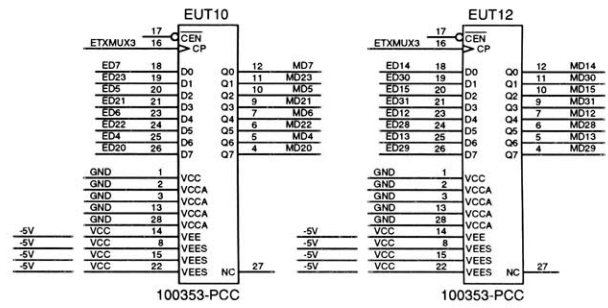 EUT10
17 CEN
ETXMUX3 16 CP
ED7 18 D0 Q0 12 MD7
ED23 19 D1 Q1 11 MD23
ED5 20 D2 Q2 10 MD5
ED21 21 D3 Q3 9 MD21
ED6 23 D4 Q4 7 MD6
ED22 24 D5 Q5 6 MD22
ED4 25 D6 Q6 5 MD4
ED20 26 D7 Q7 4 MD20
GND 1 VCC
GND 2 VCCA
GND 3 VCCA
GND 13 VCCA
GND 28 VCCA
-5V VCC 14 VEE
-5V VCC 8 VEES
-5V VCC 15 VEES
-5V VCC 22 VEES NC 27
100353-PCC
EUT12
17 CEN
ETXMUX3 16 CP
ED14 18 D0 Q0 12 MD14
ED30 19 D1 Q1 11 MD30
ED15 20 D2 Q2 10 MD15
ED31 21 D3 Q3 9 MD31
ED12 23 D4 Q4 7 MD12
ED28 24 D5 Q5 6 MD28
ED13 25 D6 Q6 5 MD13
ED29 26 D7 Q7 4 MD29
GND 1 VCC
GND 2 VCCA
GND 3 VCCA
GND 13 VCCA
GND 28 VCCA
-5V VCC 14 VEE
-5V VCC 8 VEES
-5V VCC 15 VEES
-5V VCC 22 VEES NC 27
100353-PCC